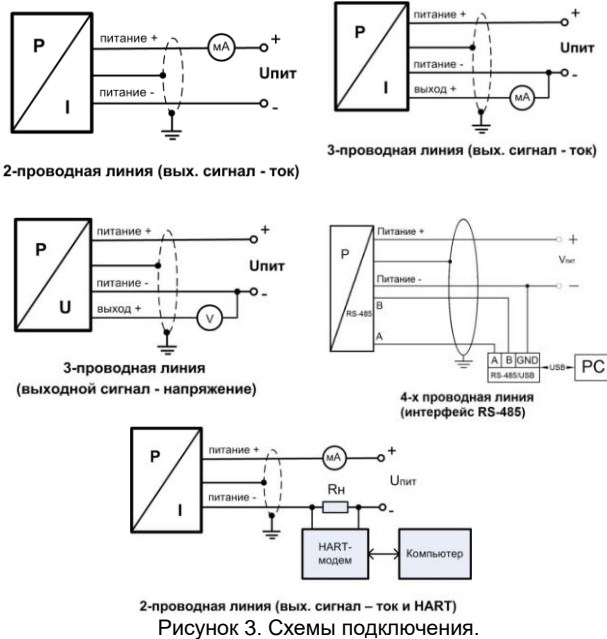 P
I
питание +
мА
+
Uпит
питание -
-
2-проводная линия (вых. сигнал - ток)
P
I
питание +
+
Uпит
питание -
-
выход +
мА
3-проводная линия (вых. сигнал - ток)
P
U
питание +
+
Uпит
питание -
-
выход +
V
3-проводная линия
(выходной сигнал - напряжение)
P
RS-485
Питание +
+
Vпит
Питание -
-
B
A
A B GND
RS-485/USB
USB
PC
4-х проводная линия
(интерфейс RS-485)
P
I
питание +
мА
+
Uпит
питание -
Rн
-
HART-
модем
Компьютер
2-проводная линия (вых. сигнал – ток и HART)
Рисунок 3. Схемы подключения.